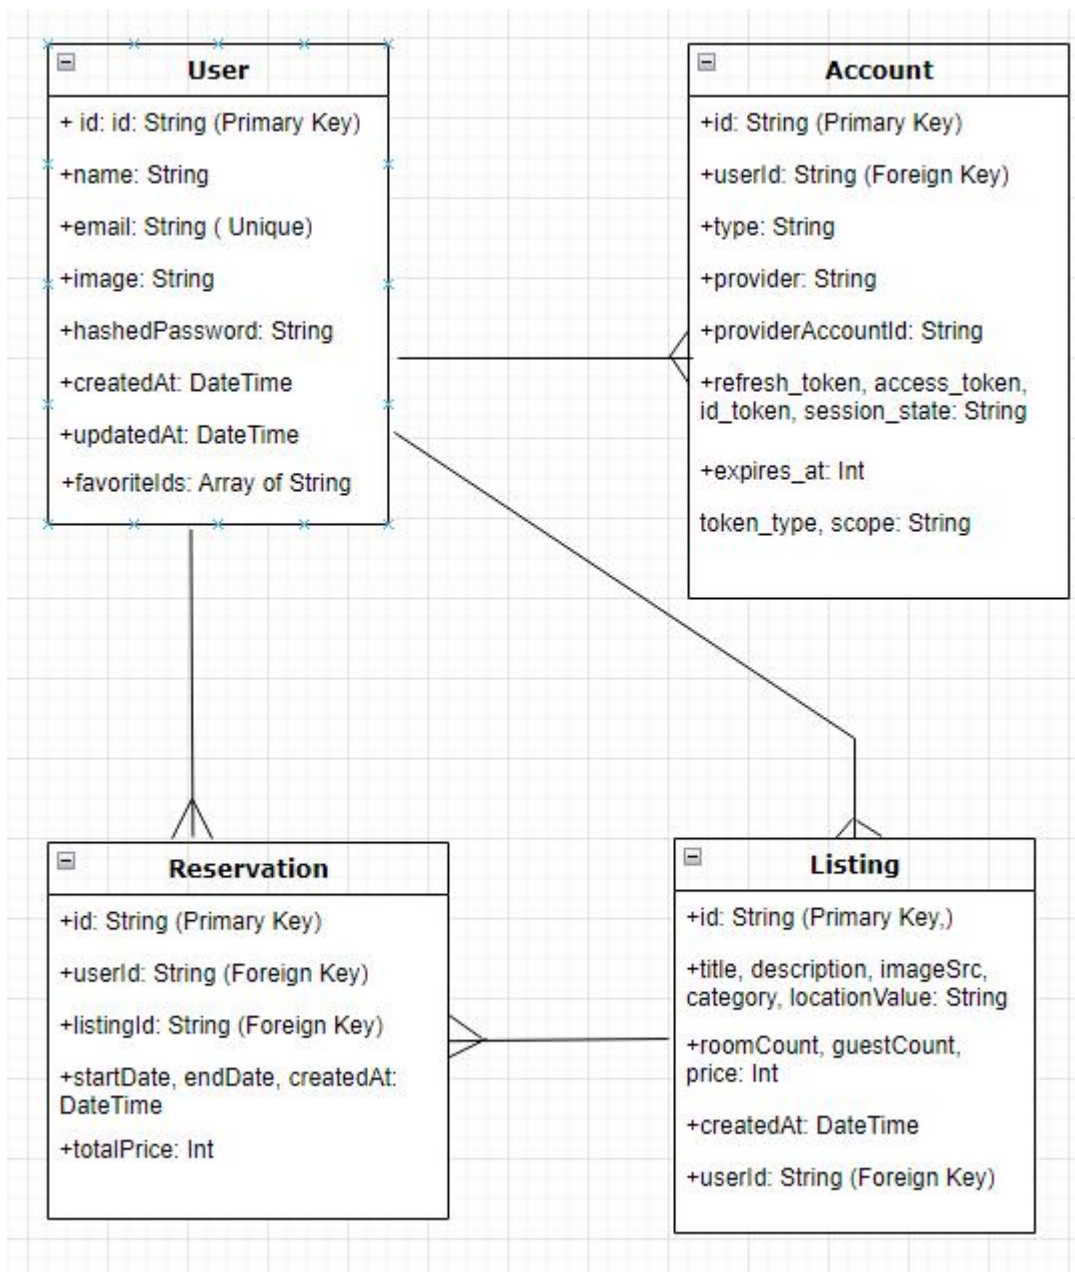 User
+ id: id: String (Primary Key)
+name: String
+email: String ( Unique)
+image: String
+hashedPassword: String
+createdAt: DateTime
+updatedAt: DateTime
+favoriteIds: Array of String
Account
+id: String (Primary Key)
+userId: String (Foreign Key)
+type: String
+provider: String
+providerAccountId: String
+refresh_token, access_token,
id_token, session_state: String
+expires_at: Int
token_type, scope: String
Reservation
+id: String (Primary Key)
+userId: String (Foreign Key)
+listingId: String (Foreign Key)
+startDate, endDate, createdAt:
DateTime
+totalPrice: Int
Listing
+id: String (Primary Key,)
+title, description, imageSrc,
category, locationValue: String
+roomCount, guestCount,
price: Int
+createdAt: DateTime
+userId: String (Foreign Key)